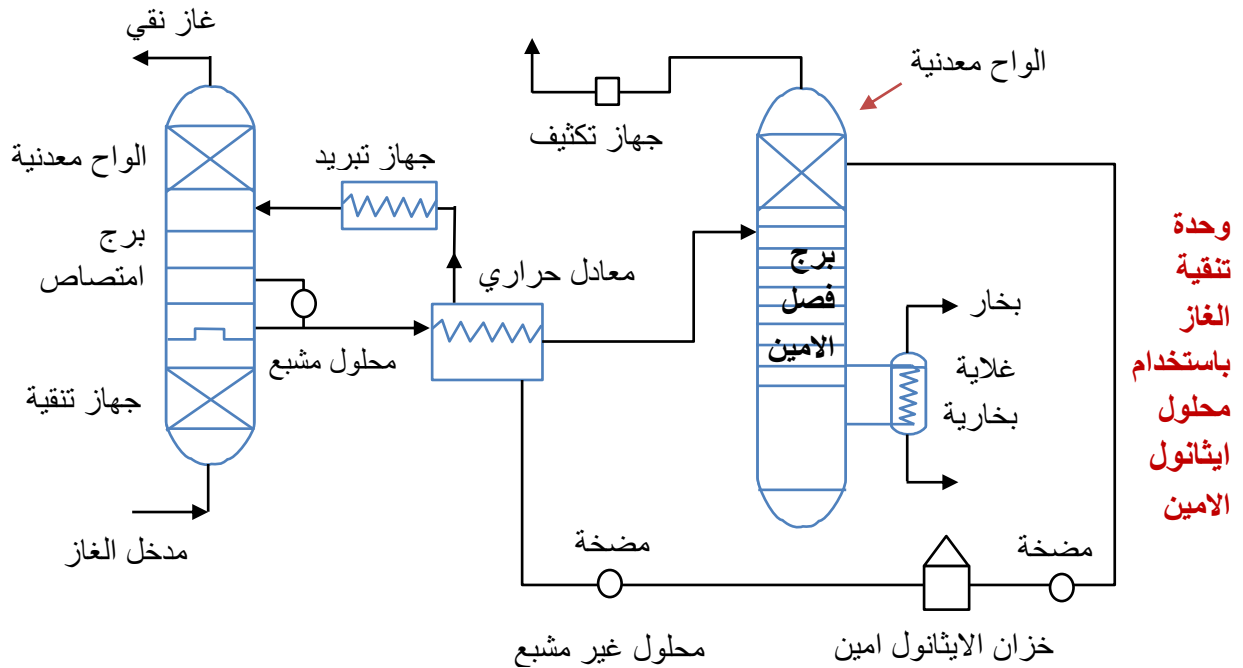 غاز نقي
الواح معدنية
الواح معدنية
جهاز تكثيف
جهاز تبريد
برج
امتصاص
معادل حراري
محلول مشبع
جهاز تنقية
مدخل الغاز
برج
فصل
الامين
بخار
غلاية
بخارية
مضخة
مضخة
محلول غير مشبع
خزان الايثانول امين
وحدة
تنقية
الغاز
باستخدام
محلول
ايثانول
الامين